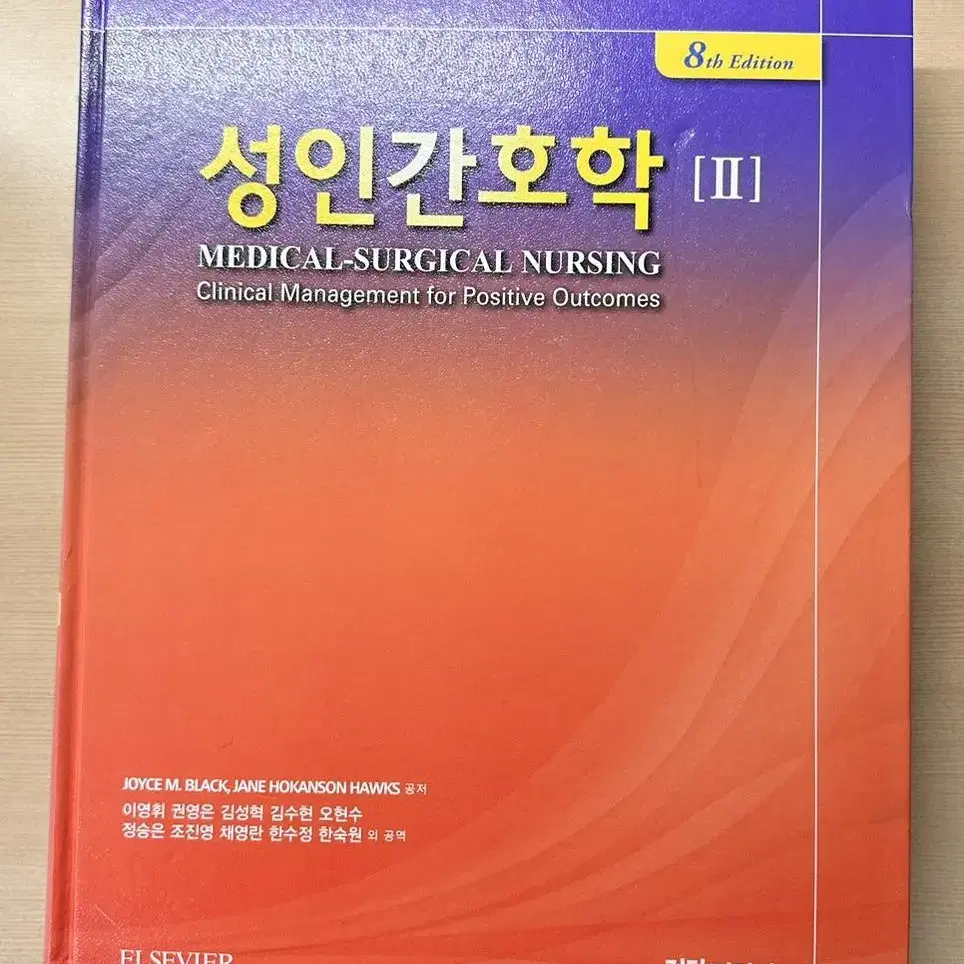 8th Edition
성인간호학 [Ⅱ]
MEDICAL-SURGICAL NURSING
Clinical Management for Positive Outcomes
JOYCE M. BLACK, JANE HOKANSON HAWKS 공저
이영휘 권영은 김성혁 김수현 오현수
정승은 조진영 채영란 한수정 한숙원 외 공역
ELSEVIER